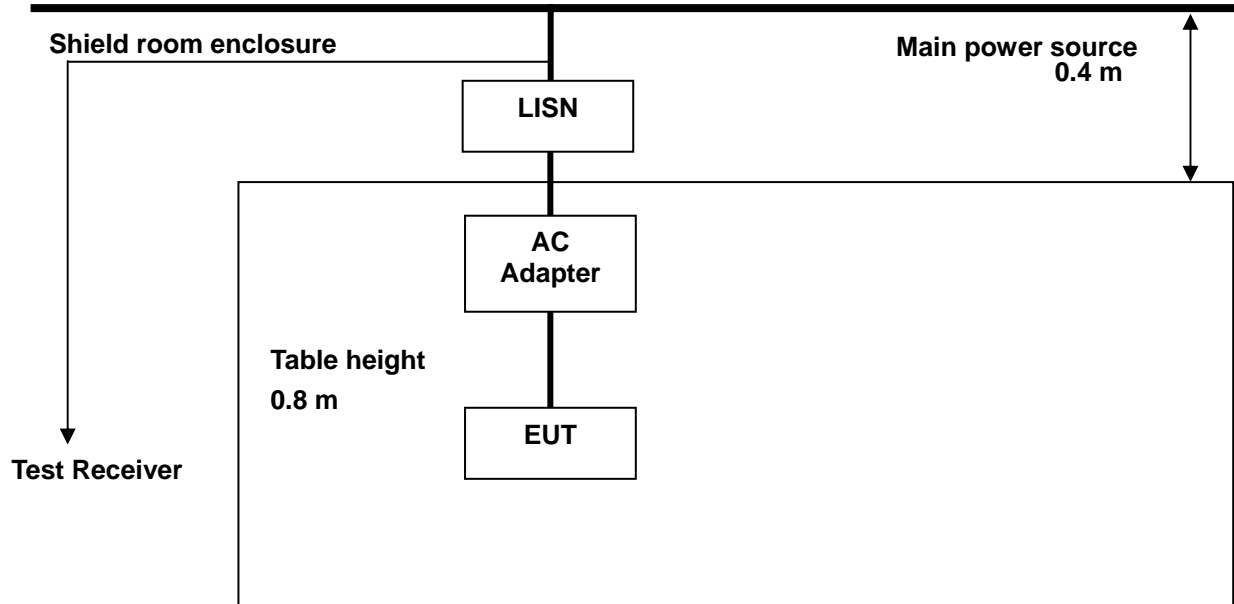 Shield room enclosure
Main power source
0.4 m
LISN
AC
Adapter
Table height
0.8 m
EUT
Test Receiver